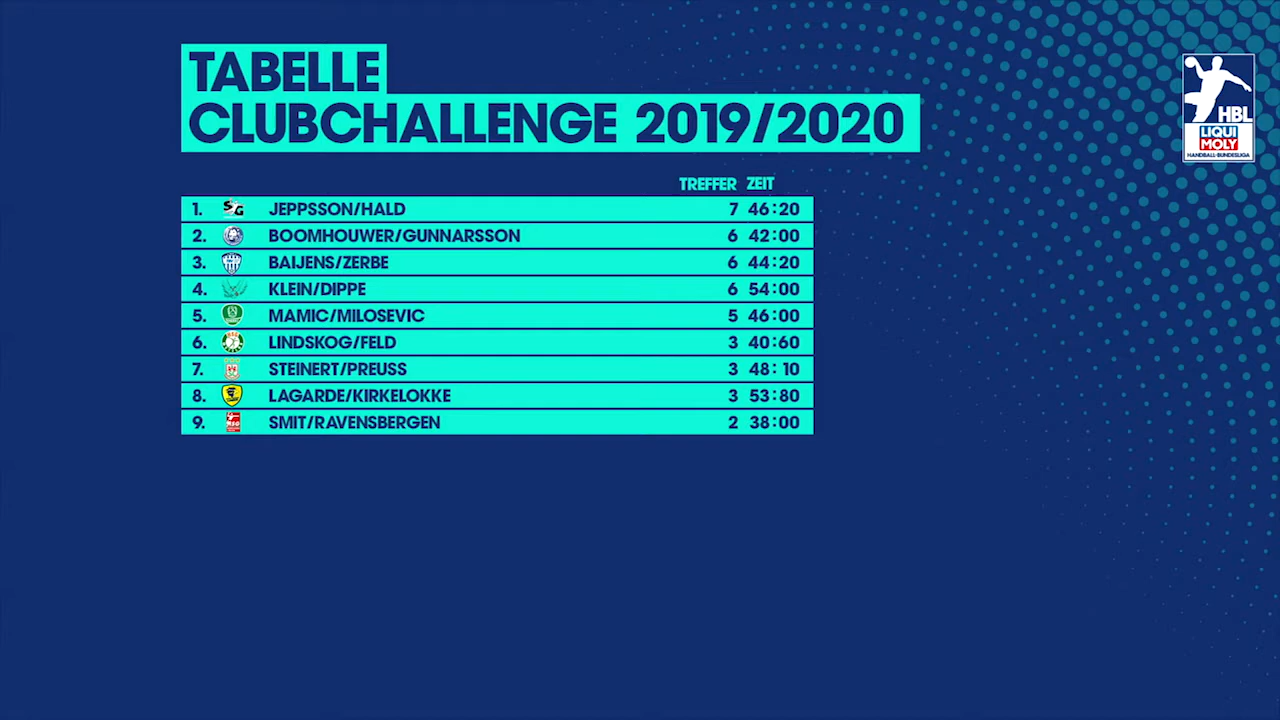 TABELLE
CLUBCHALLENGE 2019/2020
HBL
LIQUI
MOLY
HANDBALL-BUNDESLIGA
TREFFER ZEIT
1. JEPPSSON/HALD 7 46:20
2. BOOMHOUWER/GUNNARSSON 6 42:00
3. BAIJENS/ZERBE 6 44:20
4. KLEIN/DIPPE 6 54:00
5. MAMIC/MILOSEVIC 5 46:00
6. LINDSKOG/FELD 3 40:60
7. STEINERT/PREUSS 3 48:10
8. LAGARDE/KIRKELOKKE 3 53:80
9. SMIT/RAVENSBERGEN 2 38:00